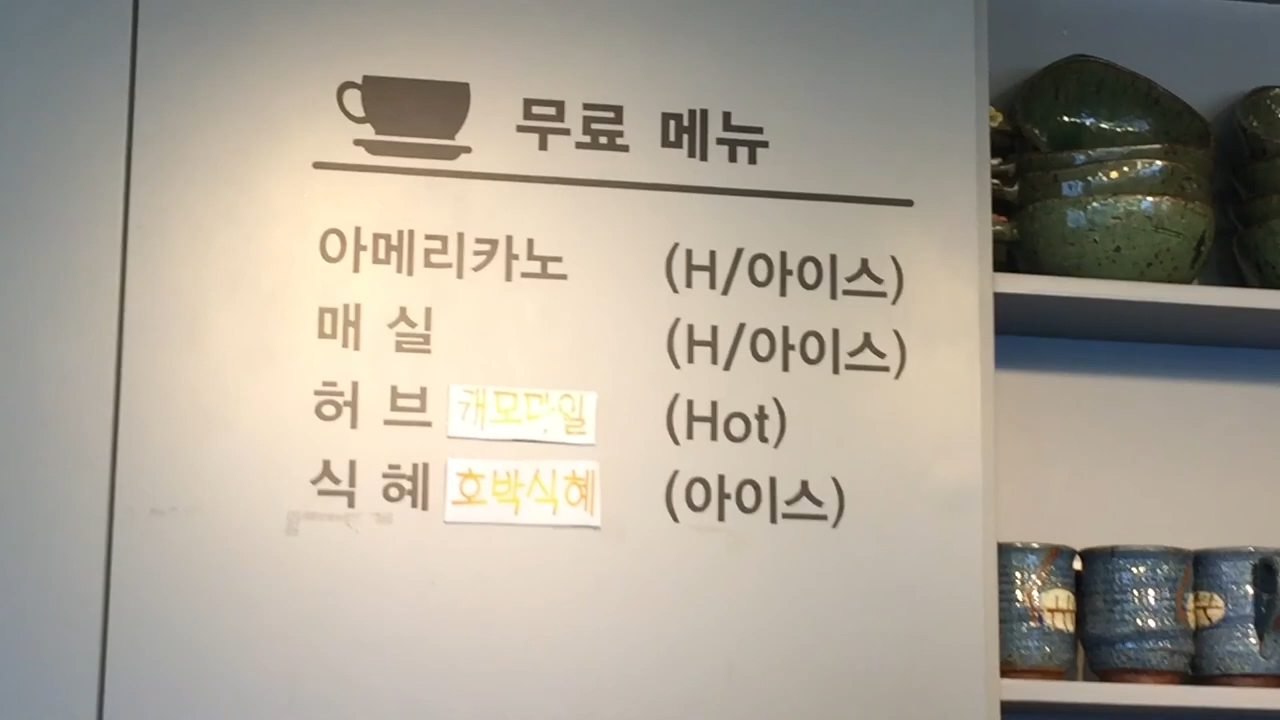 무료 메뉴
아메리카노 (H/아이스)
매 실 (H/아이스)
허 브 캐모마일 (Hot)
식 혜 호박식혜 (아이스)